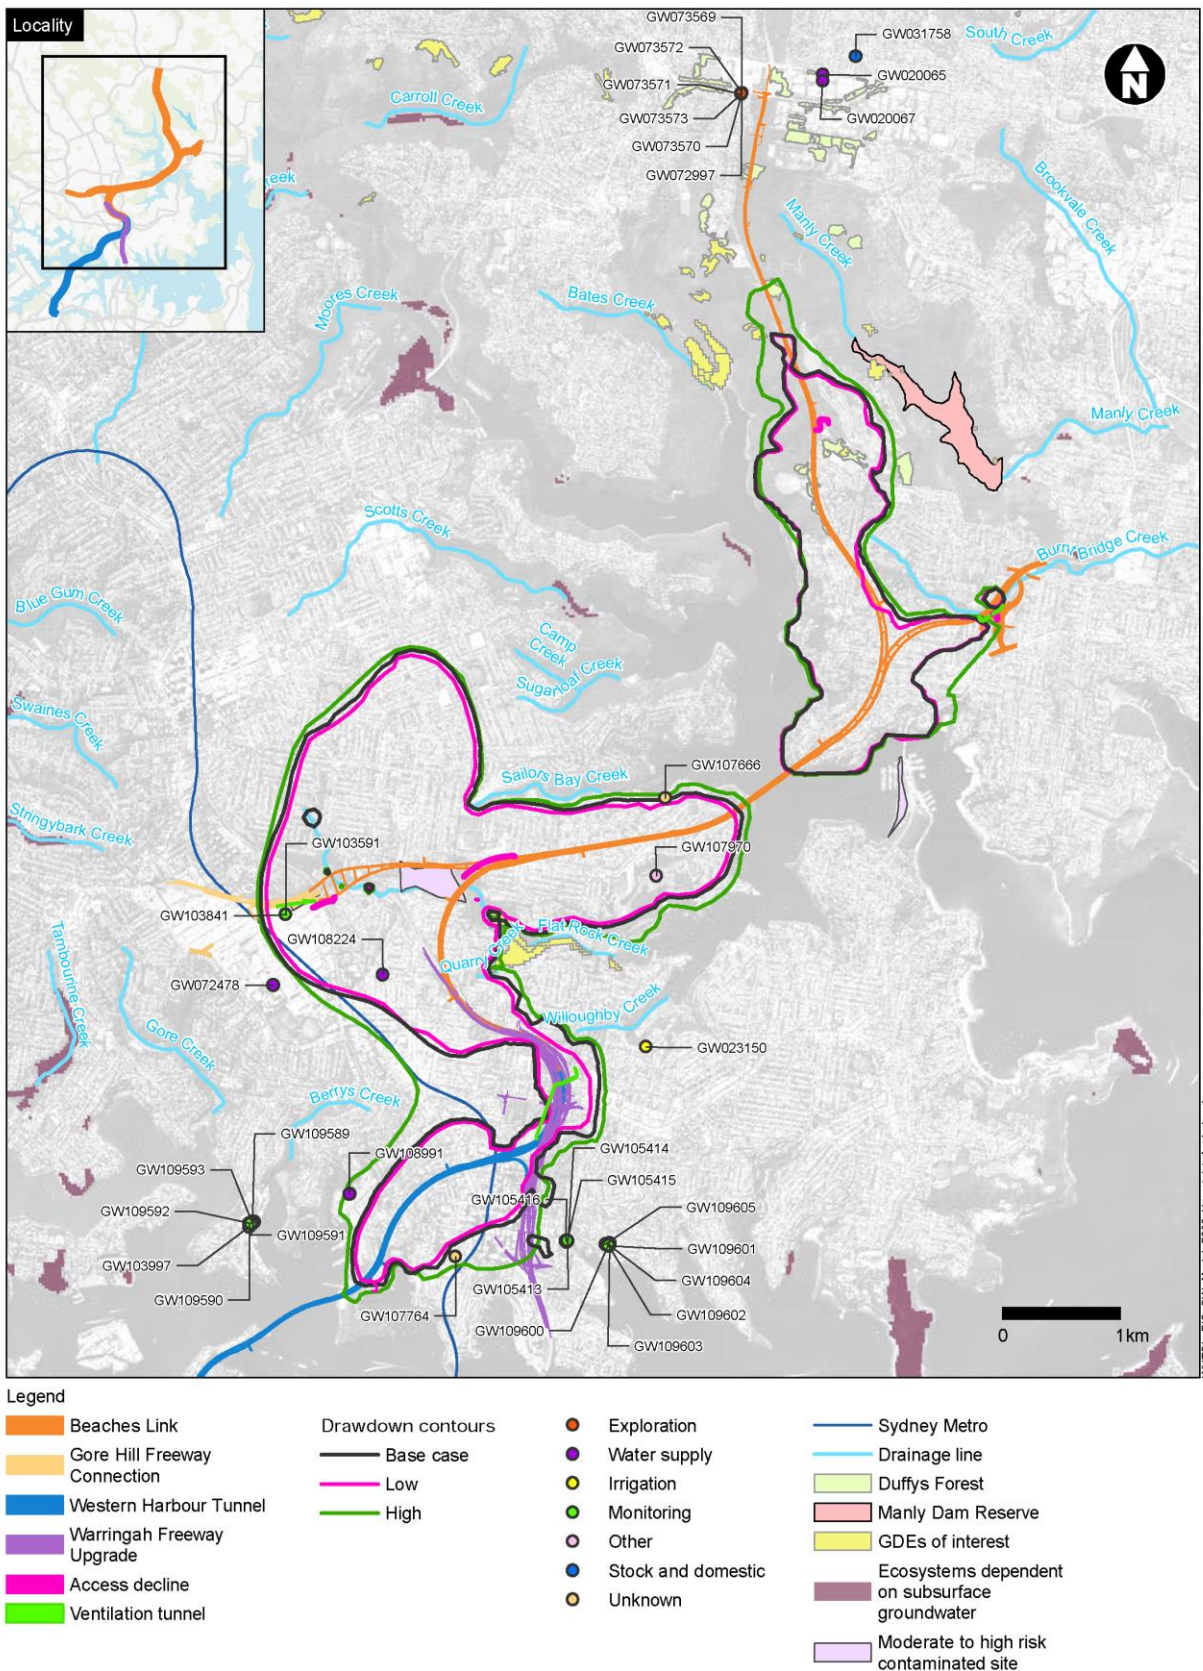 Locality
GW073569
GW073572
GW073571
GW073573
GW073570
GW072997
GW031758
GW020065
GW020067
South Creek
N
Carroll Creek
Brookvale Creek
Manly Creek
Moores Creek
Bates Creek
Manly Creek
Scotts Creek
Burnt Bridge Creek
Blue Gum Creek
Camp
Creek
Sugarloaf Creek
Swaines Creek
Sailors Bay Creek
GW107666
Stringybark Creek
GW103591
GW107970
GW103841
GW108224
Flat Rock Creek
Quarry Creek
Tambourine Creek
GW072478
Willoughby Creek
Gore Creek
GW023150
Berrys Creek
GW109589
GW108991
GW105414
GW109593
GW105415
GW109592
GW105416
GW109605
GW109591
GW109601
GW103997
GW109604
GW109590
GW105413
GW109602
GW107764
GW109600
GW109603
0 1km
Legend
Beaches Link
Gore Hill Freeway
Connection
Western Harbour Tunnel
Warringah Freeway
Upgrade
Access decline
Ventilation tunnel
Drawdown contours
Base case
Low
High
Exploration
Water supply
Irrigation
Monitoring
Other
Stock and domestic
Unknown
Sydney Metro
Drainage line
Duffys Forest
Manly Dam Reserve
GDEs of interest
Ecosystems dependent
on subsurface
groundwater
Moderate to high risk
contaminated site